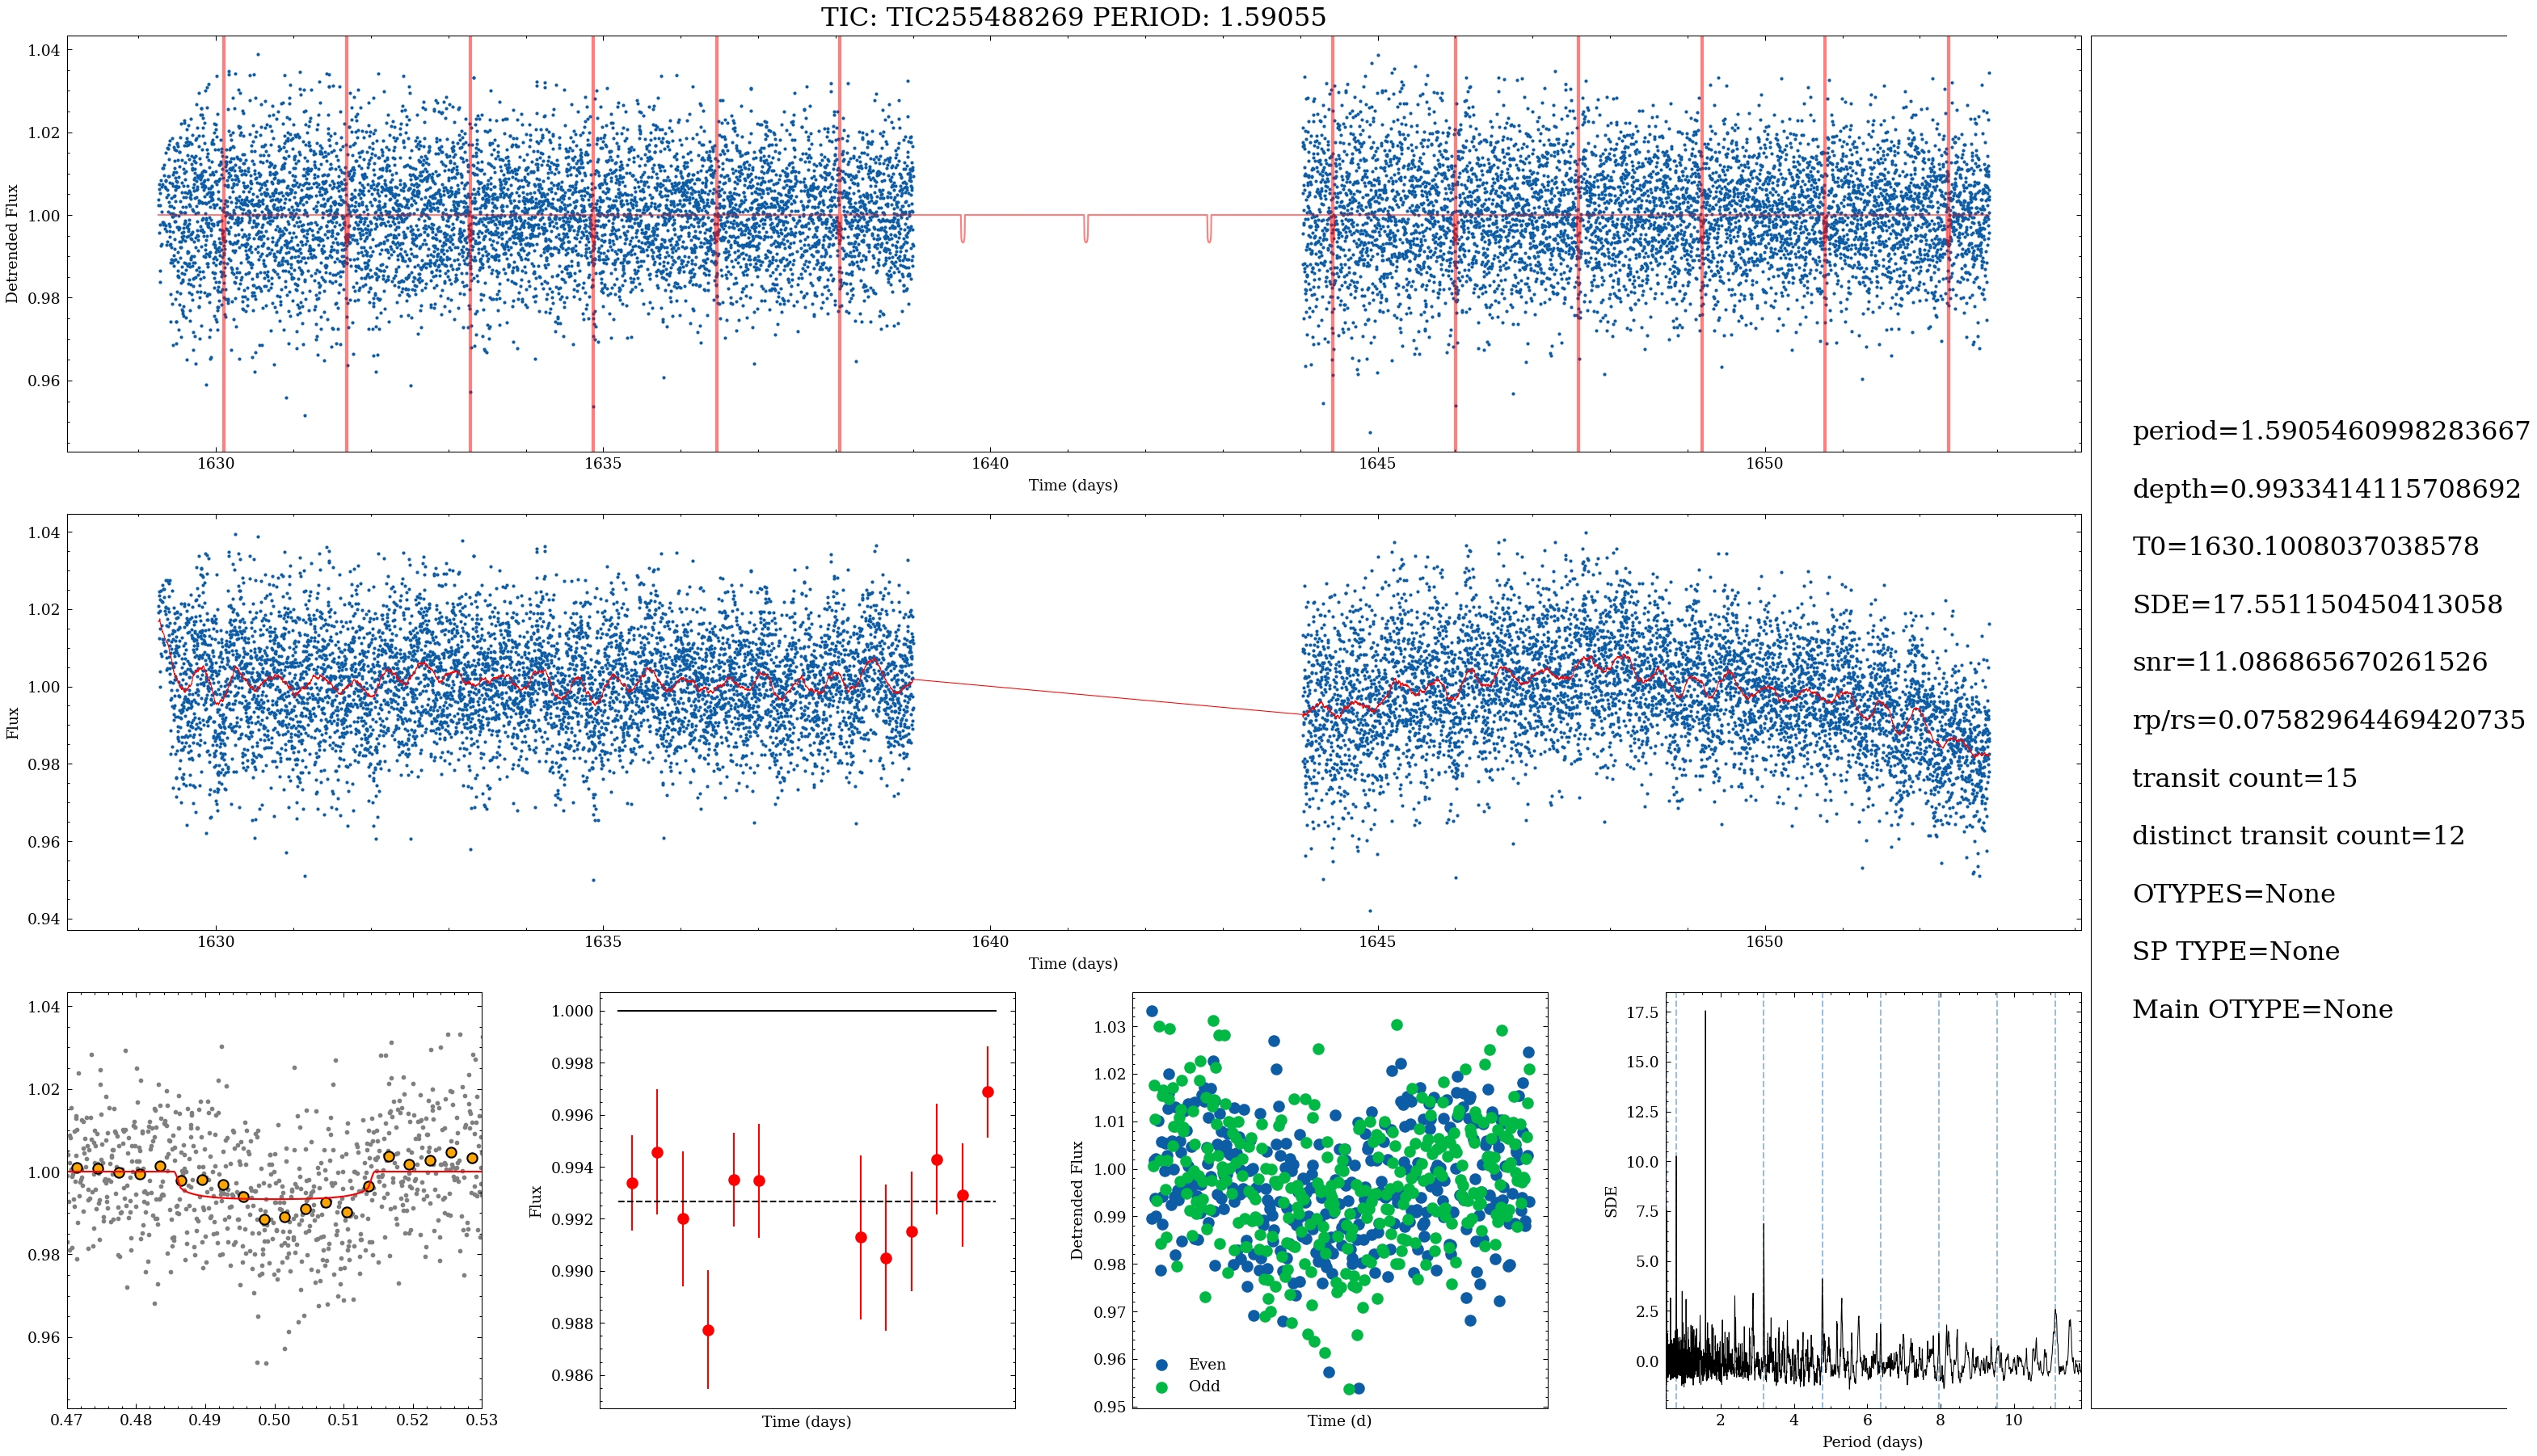 TIC: TIC255488269 PERIOD: 1.59055
1.04
1.02
1.00
0.98
0.96
Detrended Flux
1630
1635
1640
1645
1650
Time (days)
1.04
1.02
1.00
0.98
0.96
0.94
Flux
1630
1635
1640
1645
1650
Time (days)
1.04
1.02
1.00
0.98
0.96
0.47
0.48
0.49
0.50
0.51
0.52
0.53
1.000
0.998
0.996
0.994
0.992
0.990
0.988
0.986
Flux
Time (days)
1.03
1.02
1.01
1.00
0.99
0.98
0.97
0.96
0.95
Detrended Flux
Even
Odd
Time (d)
17.5
15.0
12.5
10.0
7.5
5.0
2.5
0.0
SDE
2
4
6
8
10
Period (days)
period=1.5905460998283667
depth=0.9933414115708692
T0=1630.1008037038578
SDE=17.551150450413058
snr=11.086865670261526
rp/rs=0.07582964469420735
transit count=15
distinct transit count=12
OTYPES=None
SP TYPE=None
Main OTYPE=None